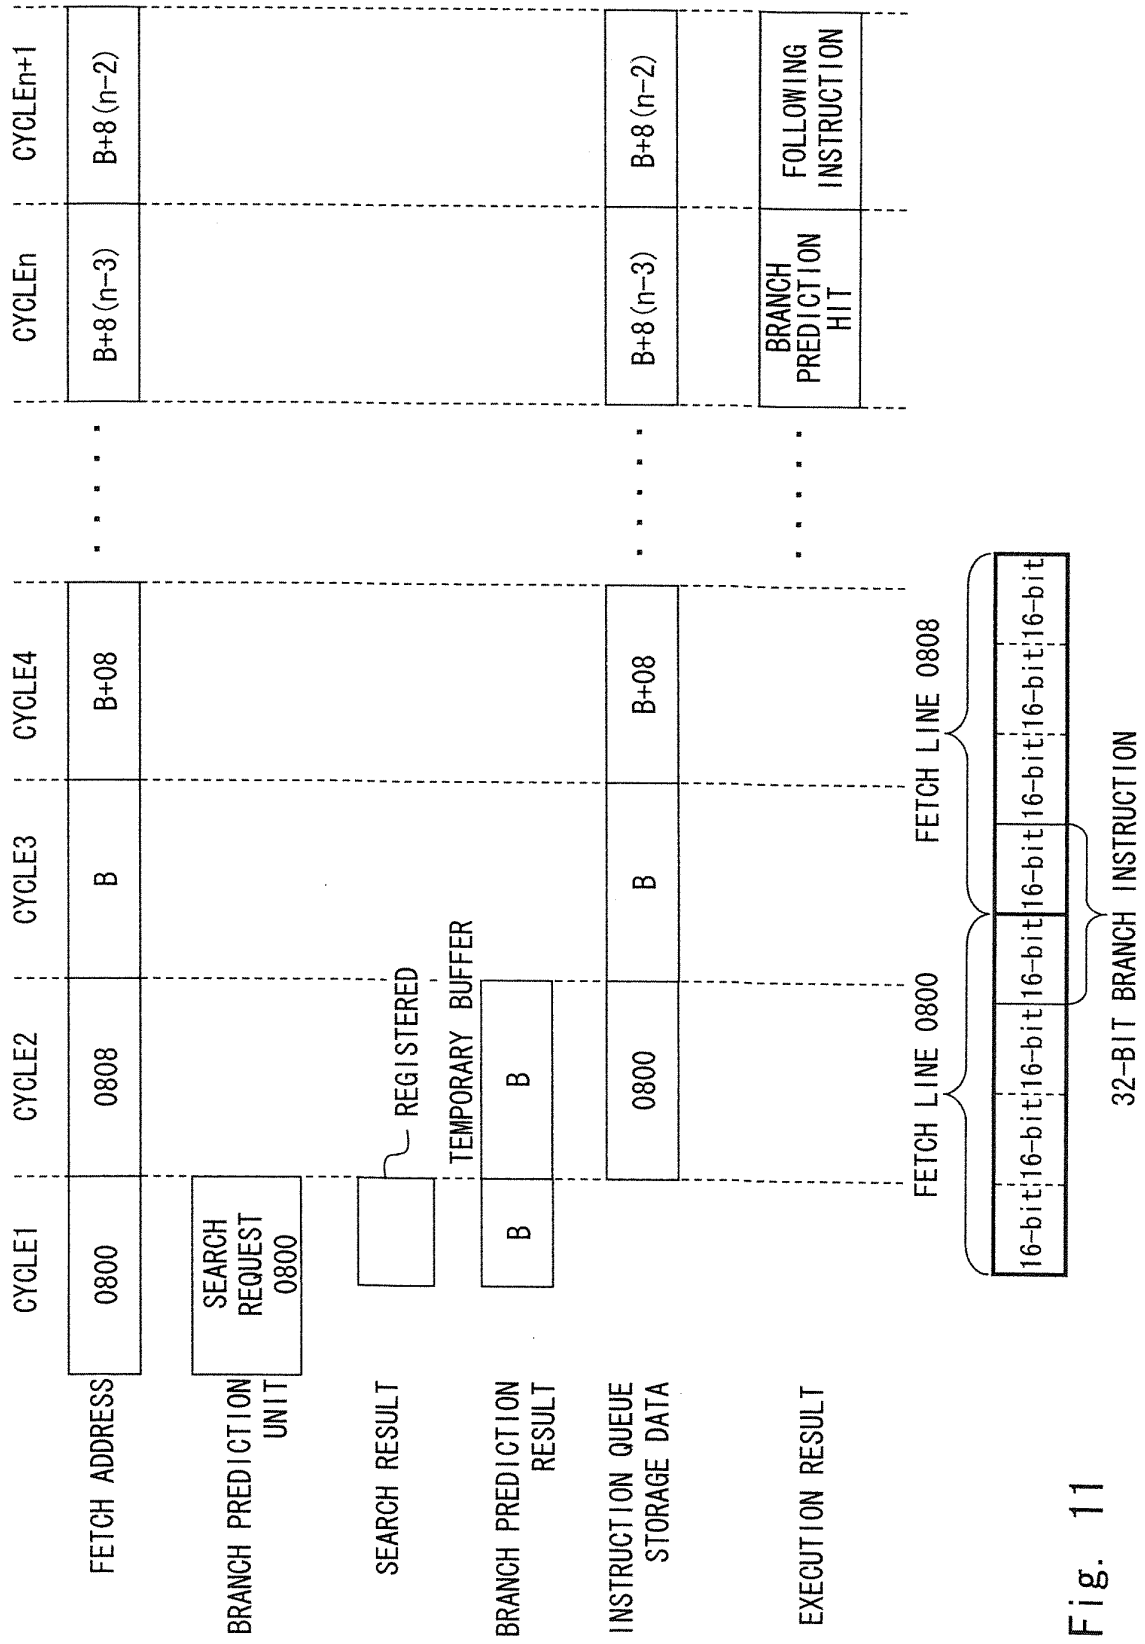 CYCLE1
CYCLE2
CYCLE3
CYCLE4
CYCLEn
CYCLEn+1
FETCH ADDRESS
0800
0808
B
B+08
.....
B+8(n-3)
B+8(n-2)
BRANCH PREDICTION
UNIT
SEARCH
REQUEST
0800
SEARCH RESULT
REGISTERED
TEMPORARY BUFFER
BRANCH PREDICTION
RESULT
B
B
INSTRUCTION QUEUE
STORAGE DATA
0800
B
B+08
.....
B+8(n-3)
B+8(n-2)
EXECUTION RESULT
.....
BRANCH
PREDICTION
HIT
FOLLOWING
INSTRUCTION
FETCH LINE 0800
FETCH LINE 0808
16-bit 16-bit 16-bit 16-bit 16-bit 16-bit 16-bit 16-bit
32-BIT BRANCH INSTRUCTION
Fig. 11